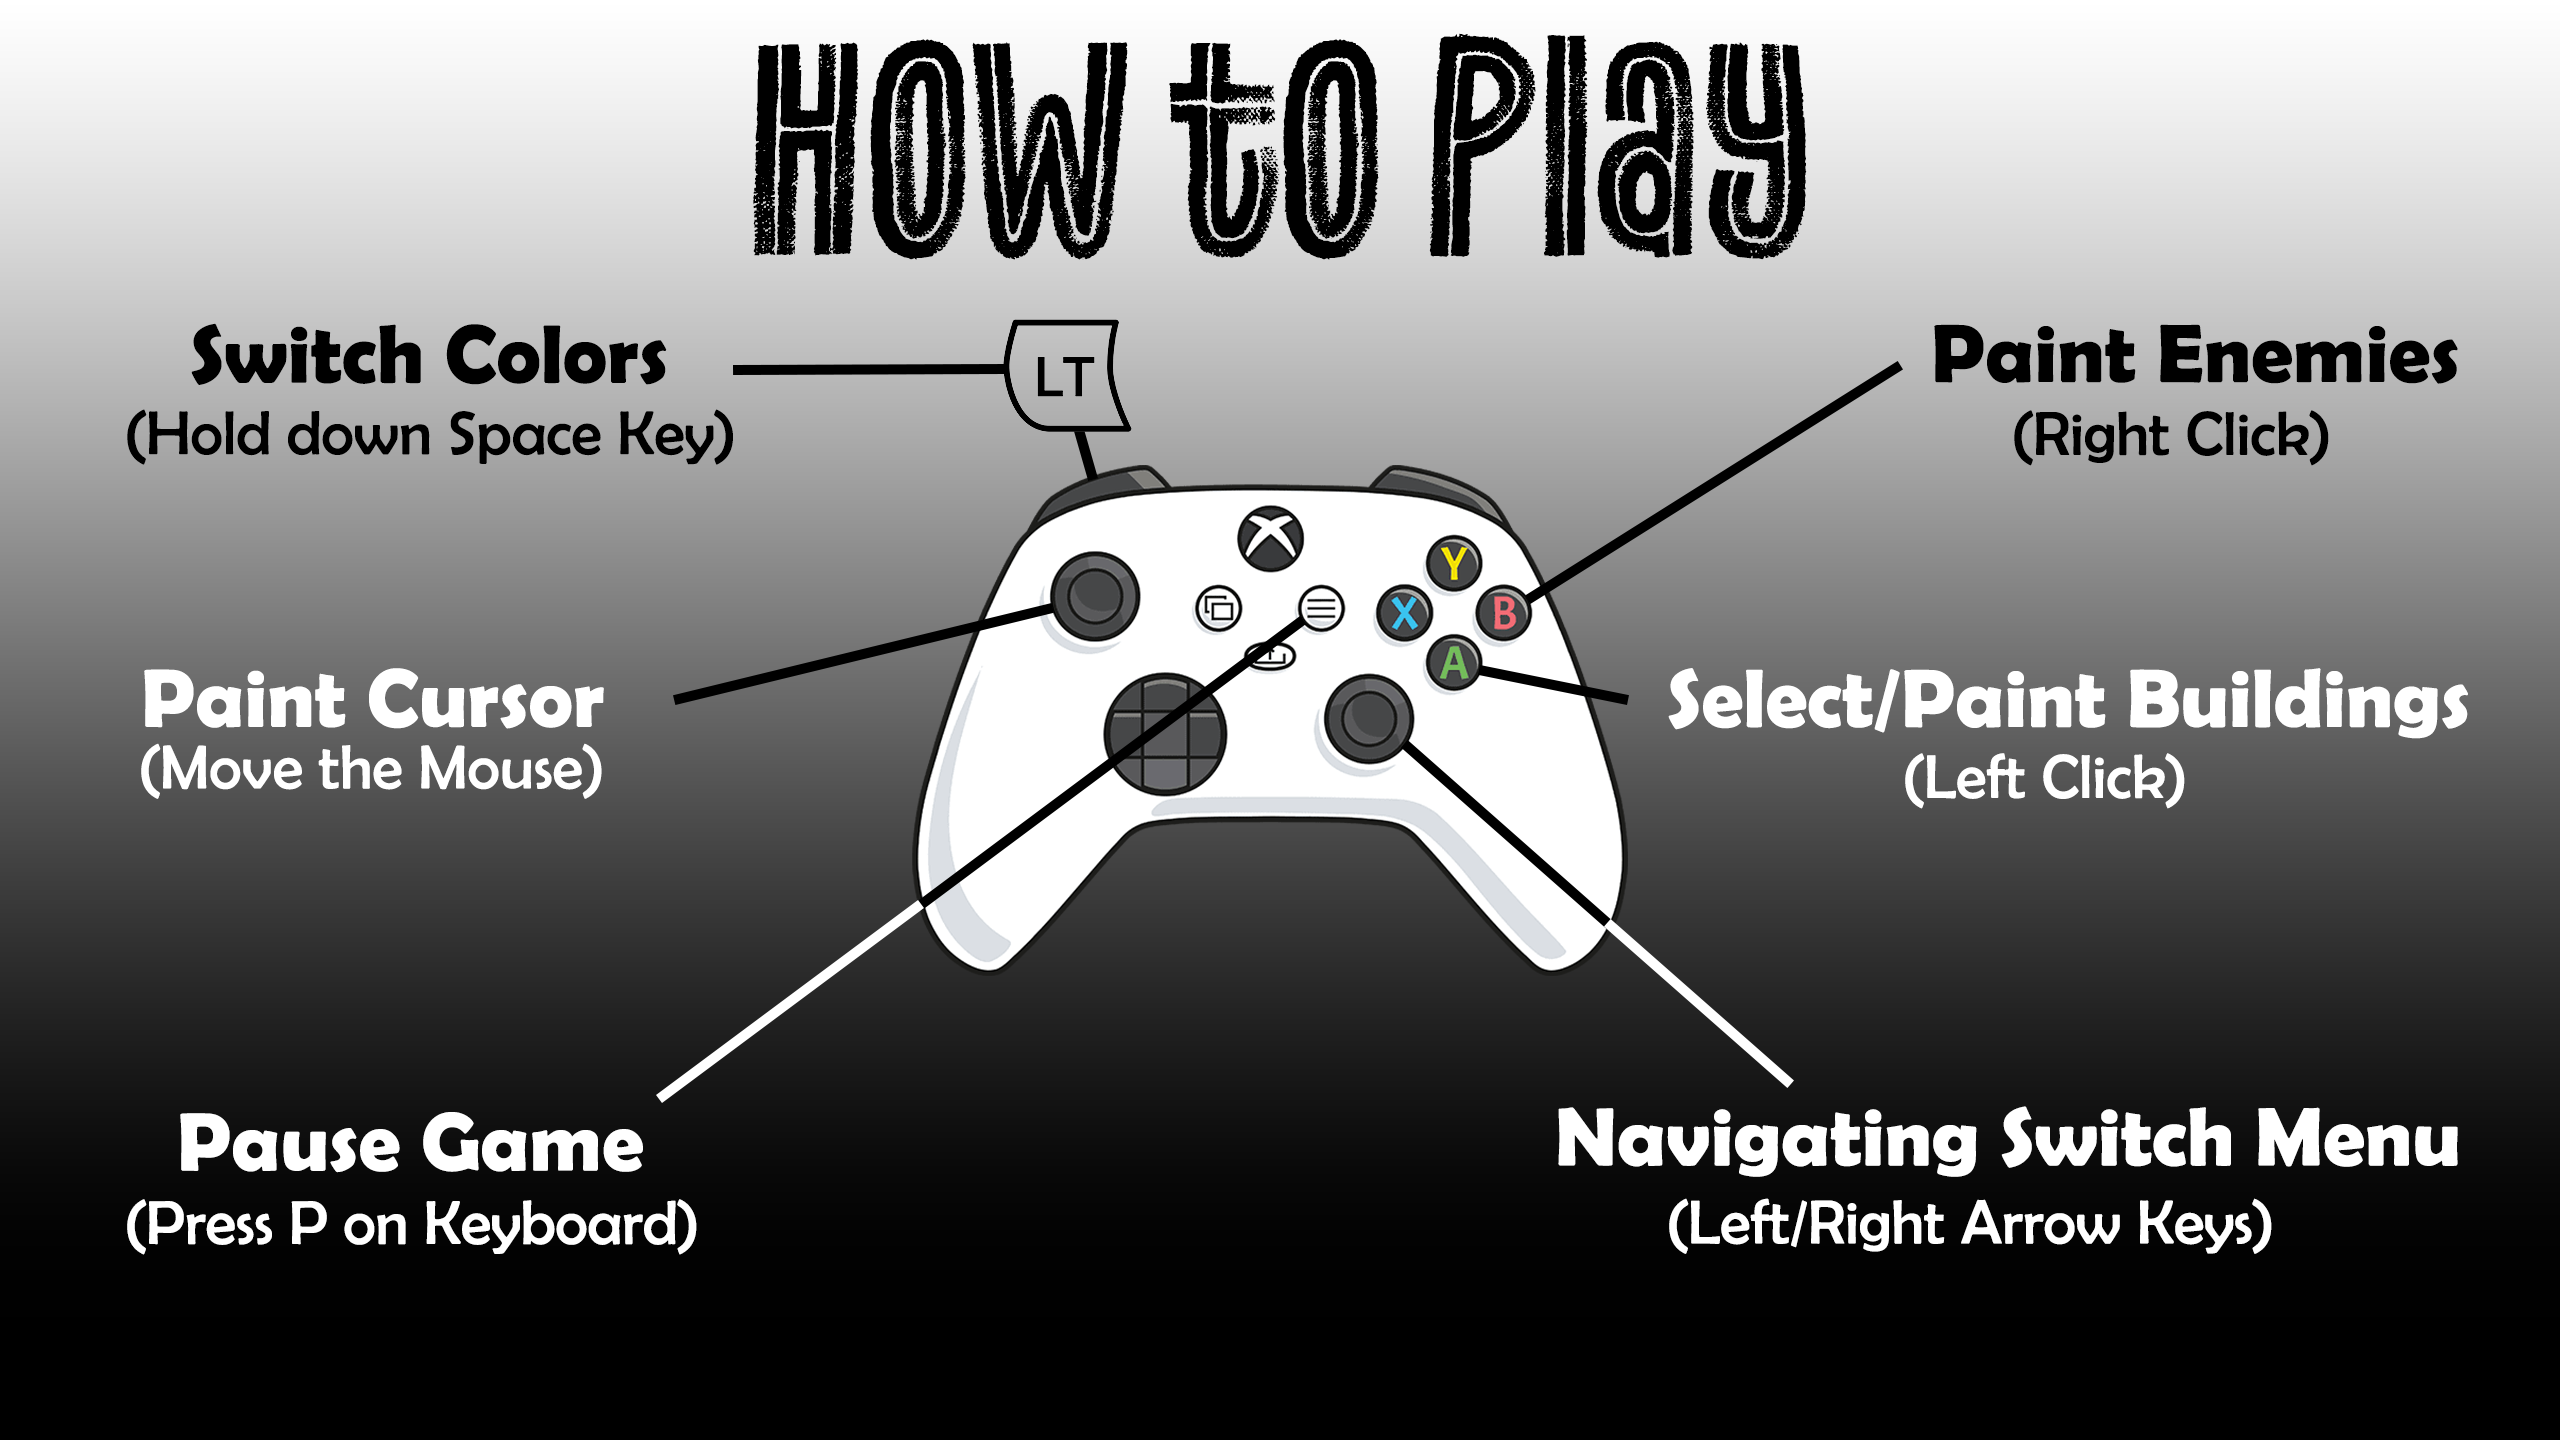 How to Play
Switch Colors
(Hold down Space Key)
LT
Paint Enemies
(Right Click)
Y
X
B
A
Paint Cursor
(Move the Mouse)
Select/Paint Buildings
(Left Click)
Pause Game
(Press P on Keyboard)
Navigating Switch Menu
(Left/Right Arrow Keys)